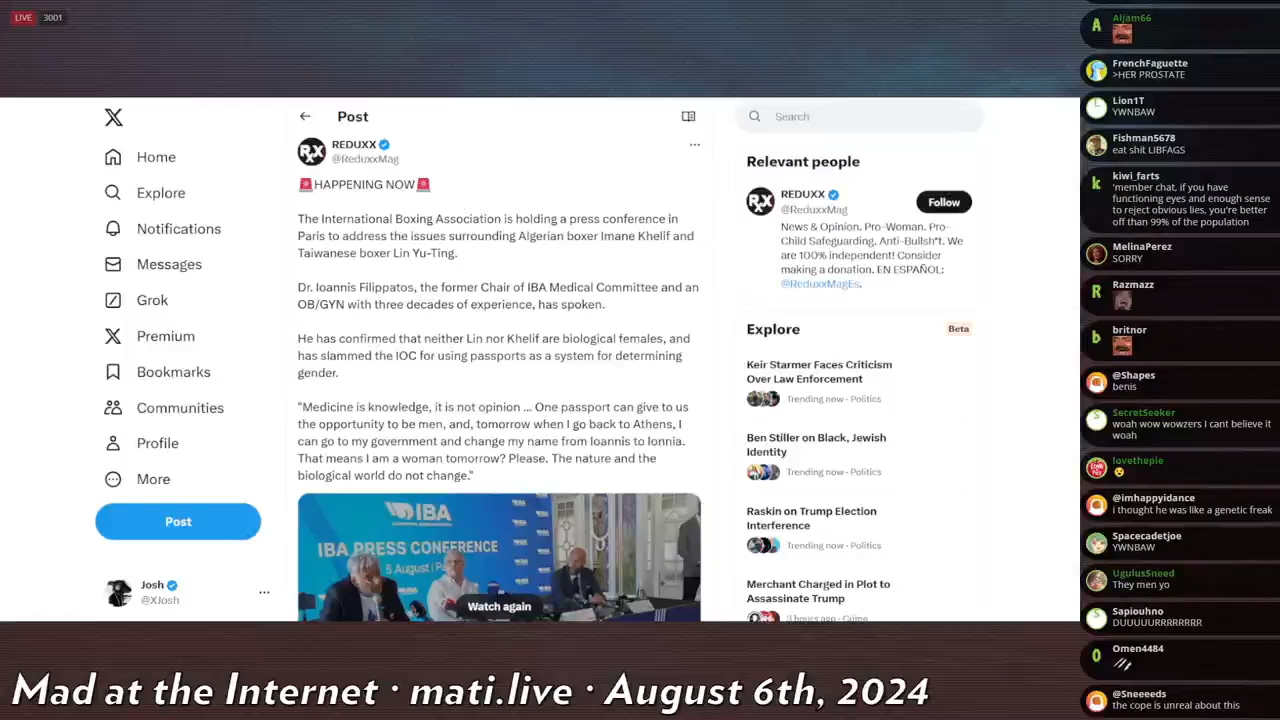 LIVE 3001
Post
Search
REDUXX
@ReduxxMag
🚨HAPPENING NOW🚨
The International Boxing Association is holding a press conference in
Paris to address the issues surrounding Algerian boxer Imane Khelif and
Taiwanese boxer Lin Yu-Ting.
Dr. Ioannis Filippatos, the former Chair of IBA Medical Committee and an
OB/GYN with three decades of experience, has spoken.
He has confirmed that neither Lin nor Khelif are biological females, and
has slammed the IOC for using passports as a system for determining
gender.
"Medicine is knowledge, it is not opinion ... One passport can give to us
the opportunity to be men, and, tomorrow when I go back to Athens, I
can go to my government and change my name from Ioannis to Ionnia.
That means I am a woman tomorrow? Please. The nature and the
biological world do not change."
IBA
IBA PRESS CONFERENCE
5 August | Pa
Watch again
Home
Explore
Notifications
Messages
Grok
Premium
Bookmarks
Communities
Profile
More
Post
Josh
@XJosh
Relevant people
REDUXX
@ReduxxMag
Follow
News & Opinion. Pro-Woman. Pro-
Child Safeguarding. Anti-Bullsh*t. We
are 100% independent! Consider
making a donation. EN ESPAÑOL:
@ReduxxMagEs.
Explore
Beta
Keir Starmer Faces Criticism
Over Law Enforcement
Trending now · Politics
Ben Stiller on Black, Jewish
Identity
Trending now · Politics
Raskin on Trump Election
Interference
Trending now · Politics
Merchant Charged in Plot to
Assassinate Trump
3 hours ago · Crime
Aljam66
FrenchFaguette
>HER PROSTATE
Lion1T
YWNBAW
Fishman5678
eat shit LIBFAGS
kiwi_farts
'member chat, if you have
functioning eyes and enough sense
to reject obvious lies, you're better
off than 99% of the population
MelinaPerez
SORRY
Razmazz
britnor
@Shapes
benis
SecretSeeker
woah wow wowzers I cant believe it
woah
lovethepie
@imhappyidance
i thought he was like a genetic freak
Spacecadetjoe
YWNBAW
UgulusSneed
They men yo
Sapiouhno
DUUUUURRRRRRRR
Omen4484
@Sneeeeds
the cope is unreal about this
Mad at the Internet · mati.live · August 6th, 2024